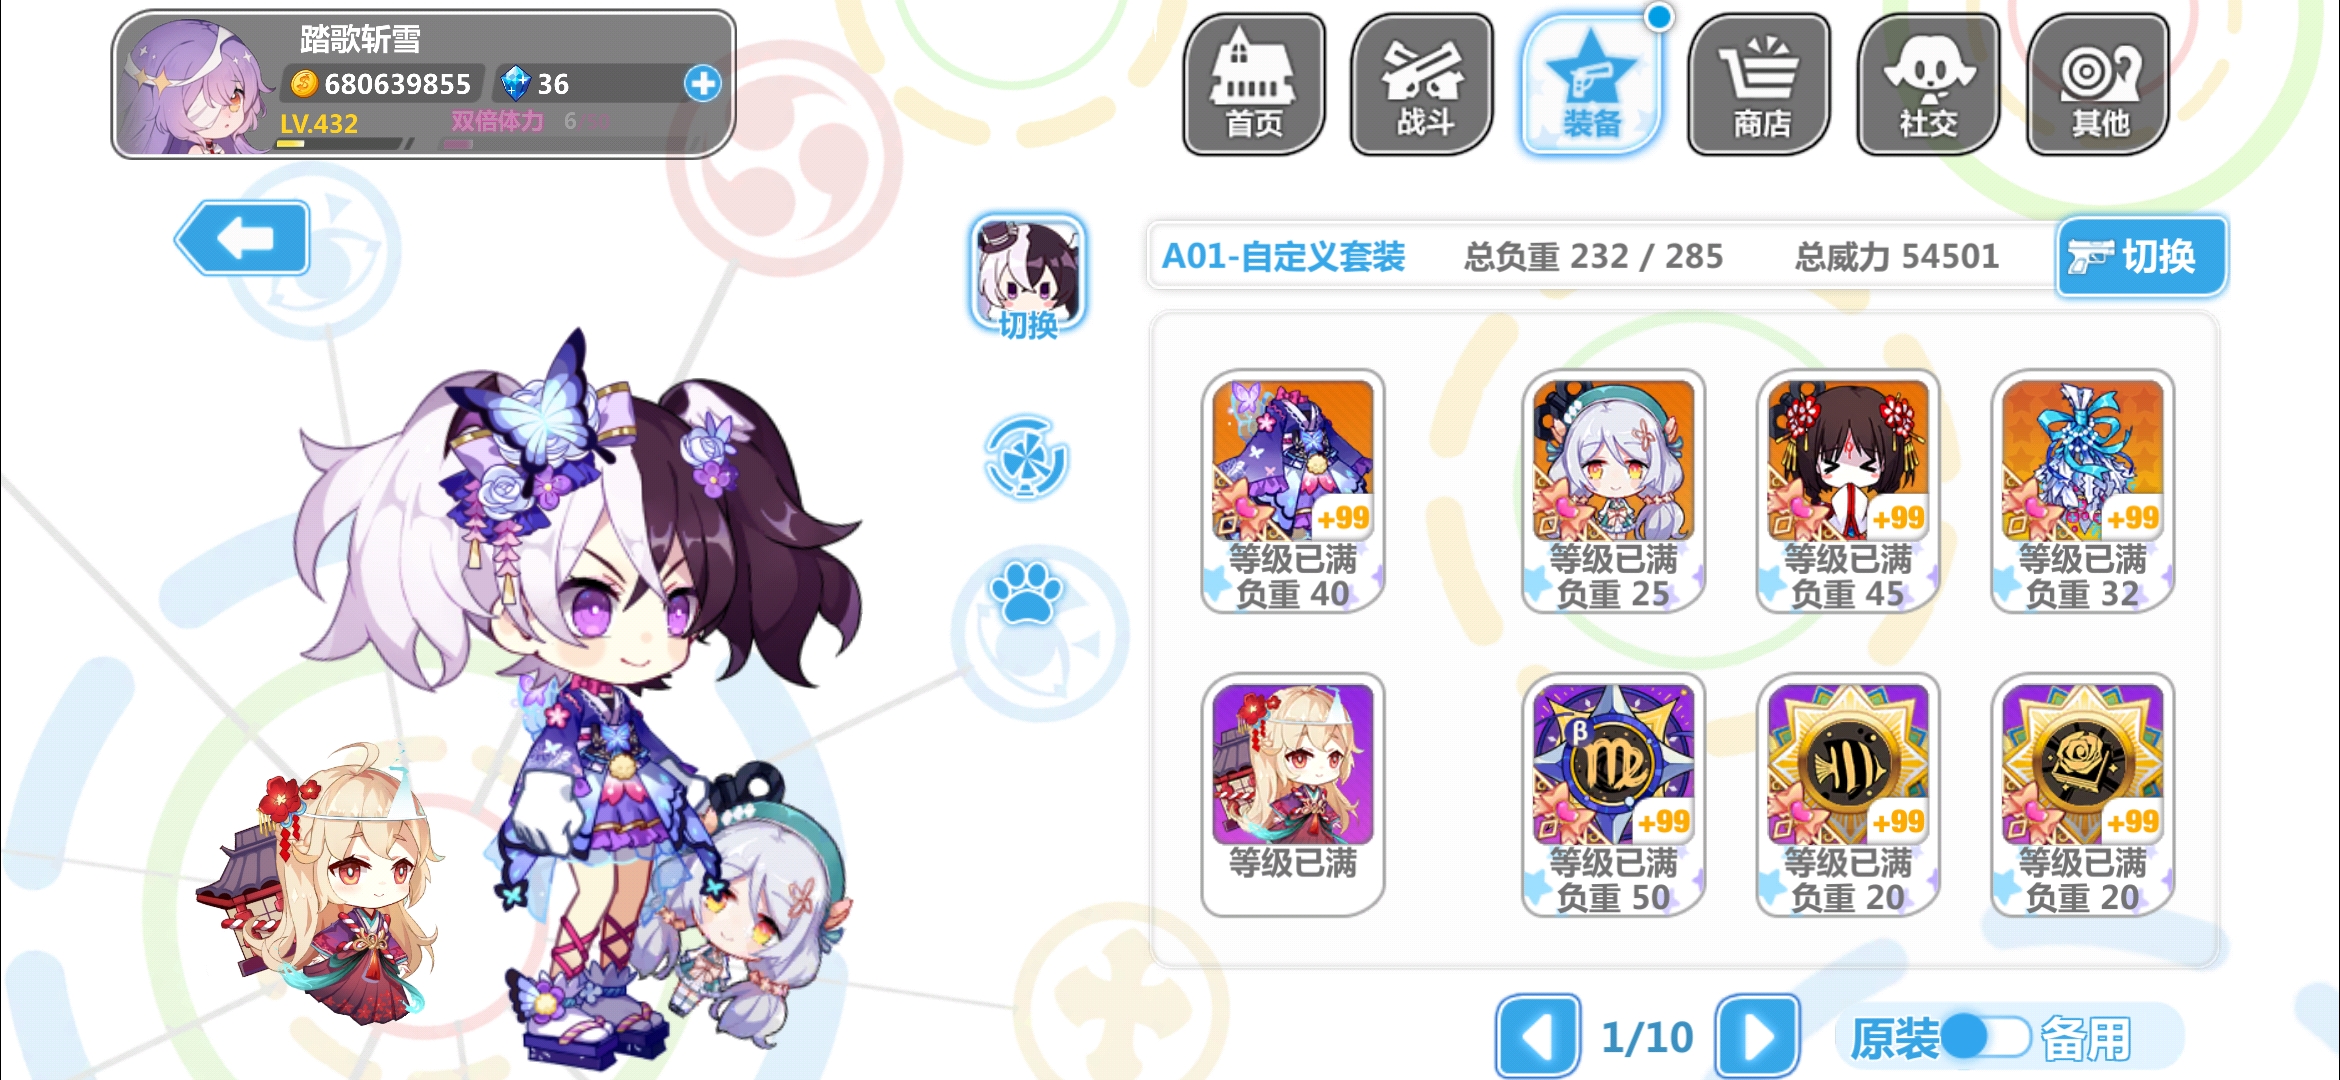 踏歌斩雪
680639855 36
LV.432 双倍体力 6
首页 战斗 装备 商店 社交 其他
切换
A01-自定义套装 总负重 232 / 285 总威力 54501 切换
+99 +99 +99
等级已满 等级已满 等级已满 等级已满
负重 40 负重 25 负重 45 负重 32
β
+99 +99 +99
等级已满 等级已满 等级已满 等级已满
负重 50 负重 20 负重 20
1/10 原装 备用